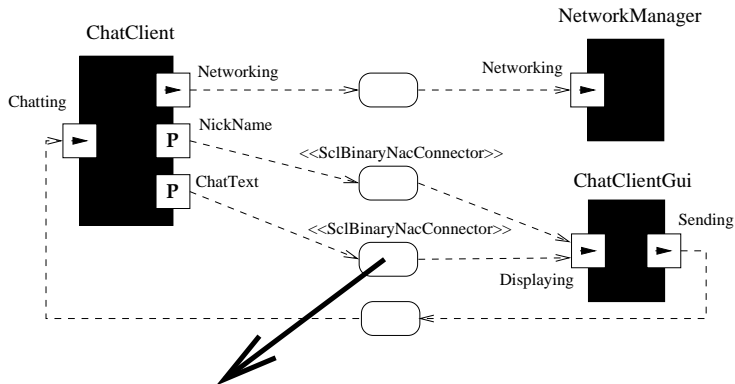 NetworkManager
ChatClient
Networking
Networking
Chatting
P
NickName
<<SclBinaryNacConnector>>
P
ChatText
ChatClientGui
Sending
<<SclBinaryNacConnector>>
Displaying